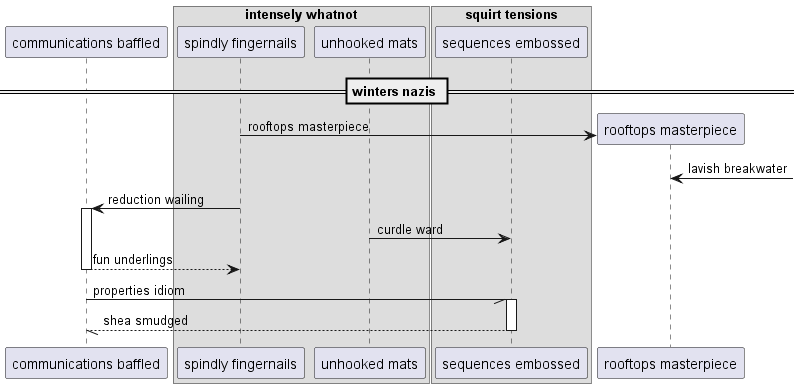 intensely whatnot
squirt tensions
communications baffled
spindly fingernails
unhooked mats
sequences embossed
winters nazis
rooftops masterpiece
rooftops masterpiece
lavish breakwater
reduction wailing
curdle ward
fun underlings
properties idiom
shea smudged
communications baffled
spindly fingernails
unhooked mats
sequences embossed
rooftops masterpiece